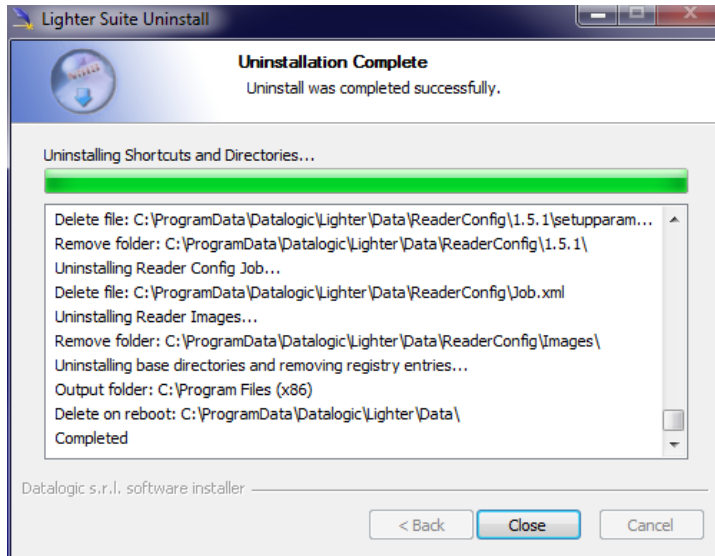 Lighter Suite Uninstall
Uninstallation Complete
Uninstall was completed successfully.
Uninstalling Shortcuts and Directories...
Delete file: C:\ProgramData\Datalogic\Lighter\Data\ReaderConfig\1.5.1\setupparam...
Remove folder: C:\ProgramData\Datalogic\Lighter\Data\ReaderConfig\1.5.1\
Uninstalling Reader Config Job...
Delete file: C:\ProgramData\Datalogic\Lighter\Data\ReaderConfig\Job.xml
Uninstalling Reader Images...
Remove folder: C:\ProgramData\Datalogic\Lighter\Data\ReaderConfig\Images\
Uninstalling base directories and removing registry entries...
Output folder: C:\Program Files (x86)
Delete on reboot: C:\ProgramData\Datalogic\Lighter\Data\
Completed
Datalogic s.r.l. software installer
< Back Close Cancel